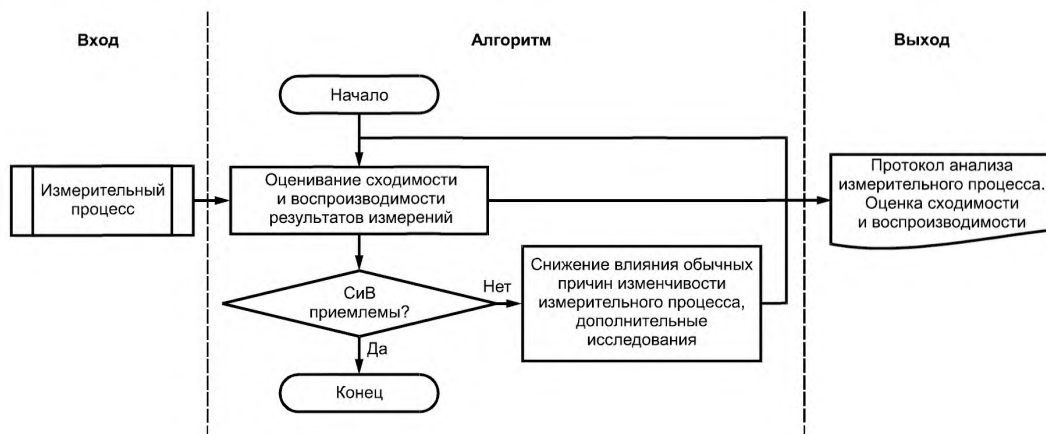 Вход
Алгоритм
Выход
Начало
Измерительный
процесс
Оценивание сходимости
и воспроизводимости
результатов измерений
Протокол анализа
измерительного процесса.
Оценка сходимости
и воспроизводимости
СиВ
приемлемы?
Нет
Снижение влияния обычных
причин изменчивости
измерительного процесса,
дополнительные
исследования
Да
Конец